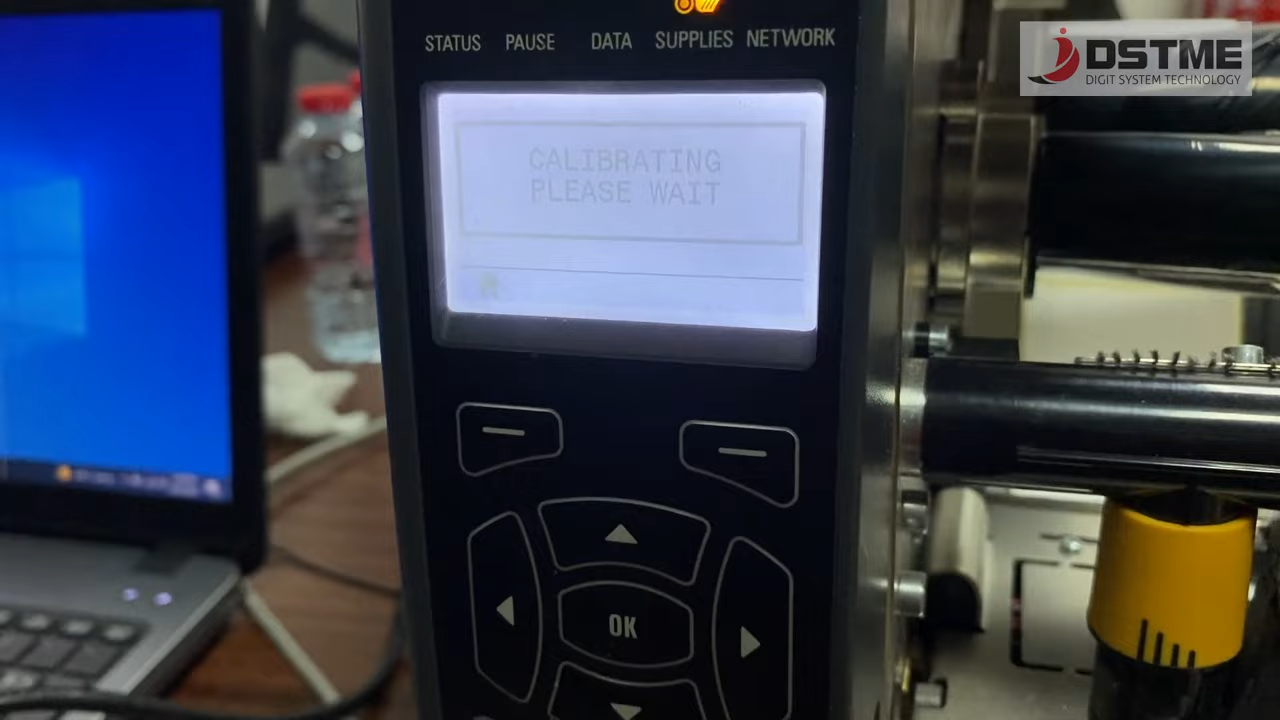 STATUS PAUSE DATA SUPPLIES NETWORK
DSTME
DIGIT SYSTEM TECHNOLOGY
CALIBRATING
PLEASE WAIT
OK